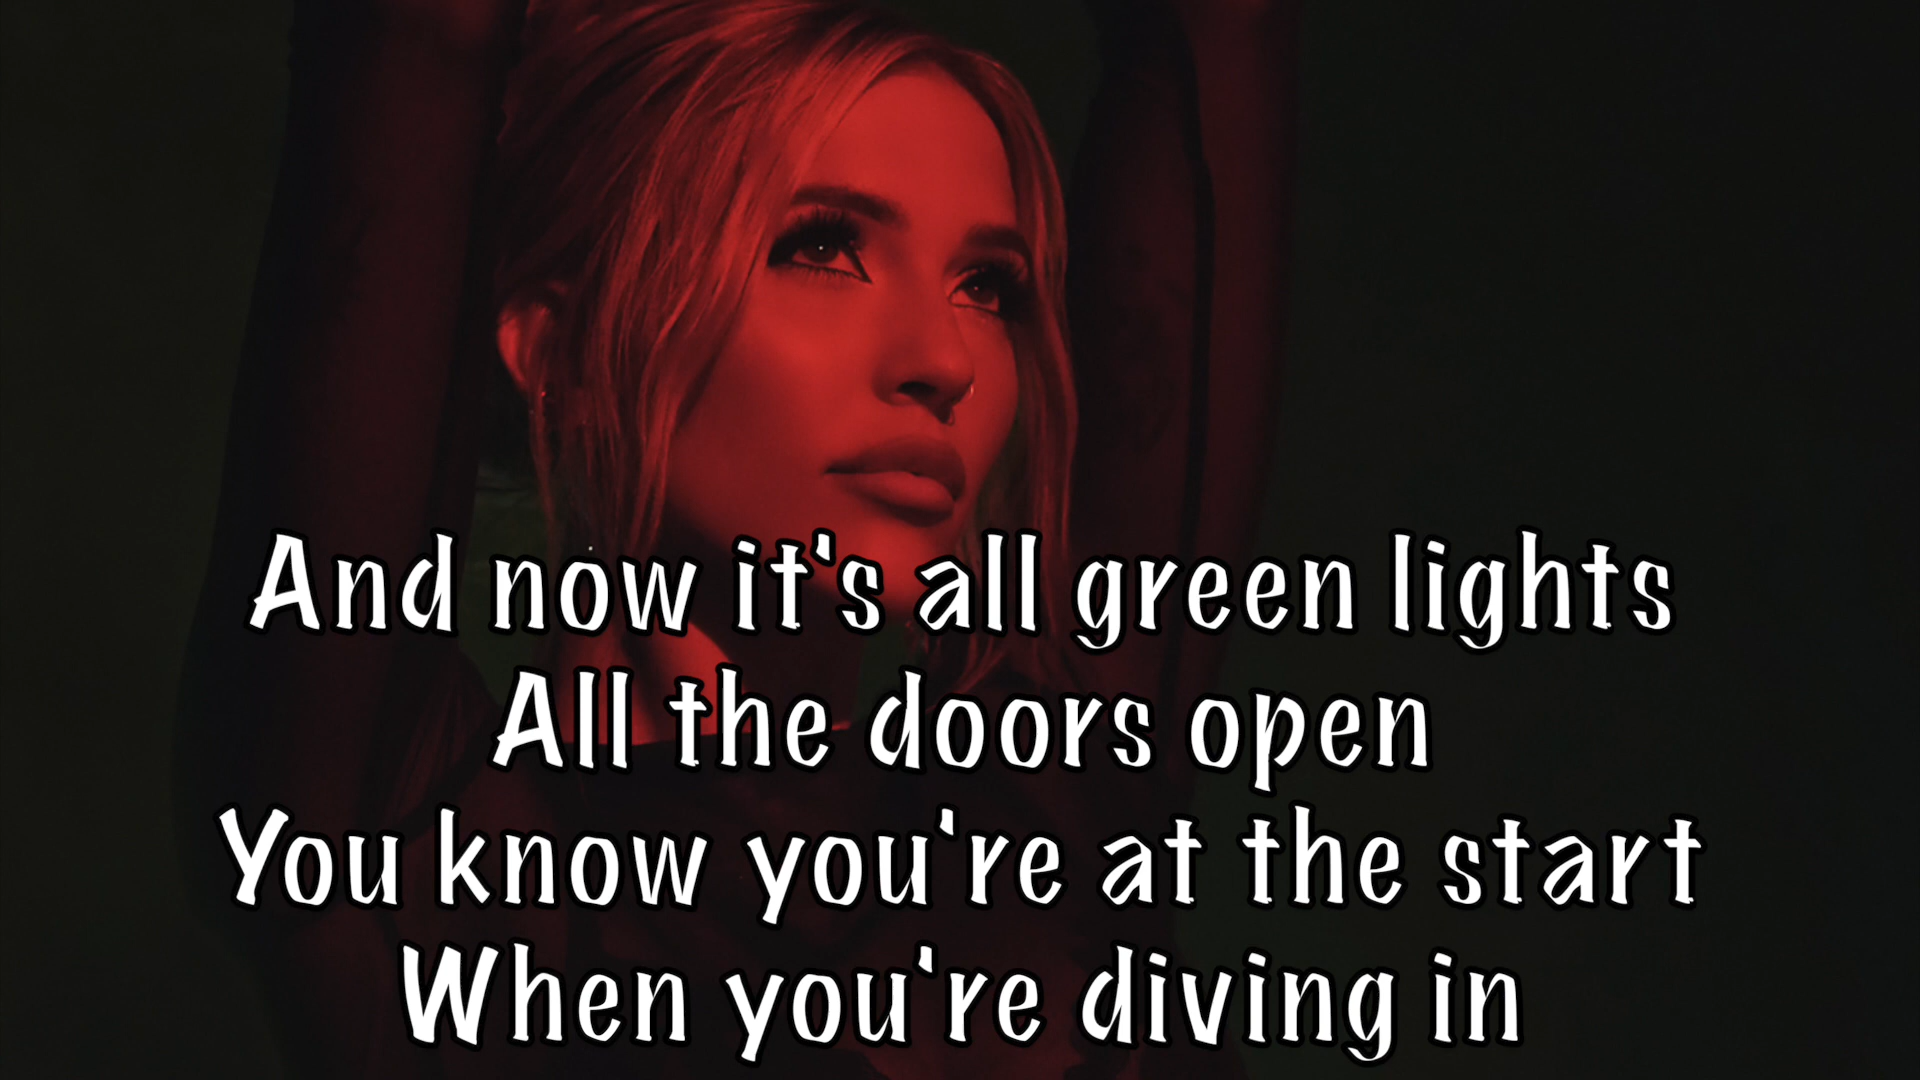 And now it's all green lights
All the doors open
You know you're at the start
When you're diving in